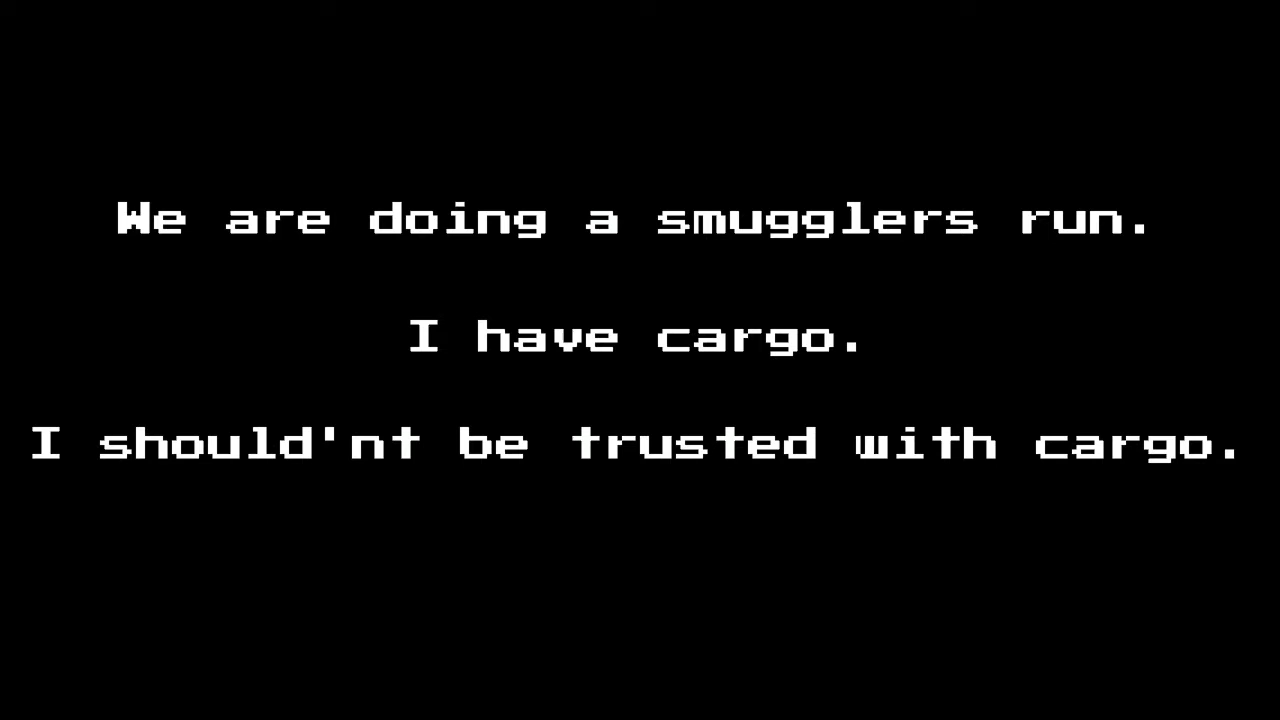 We are doing a smugglers run.
I have cargo.
I should'nt be trusted with cargo.